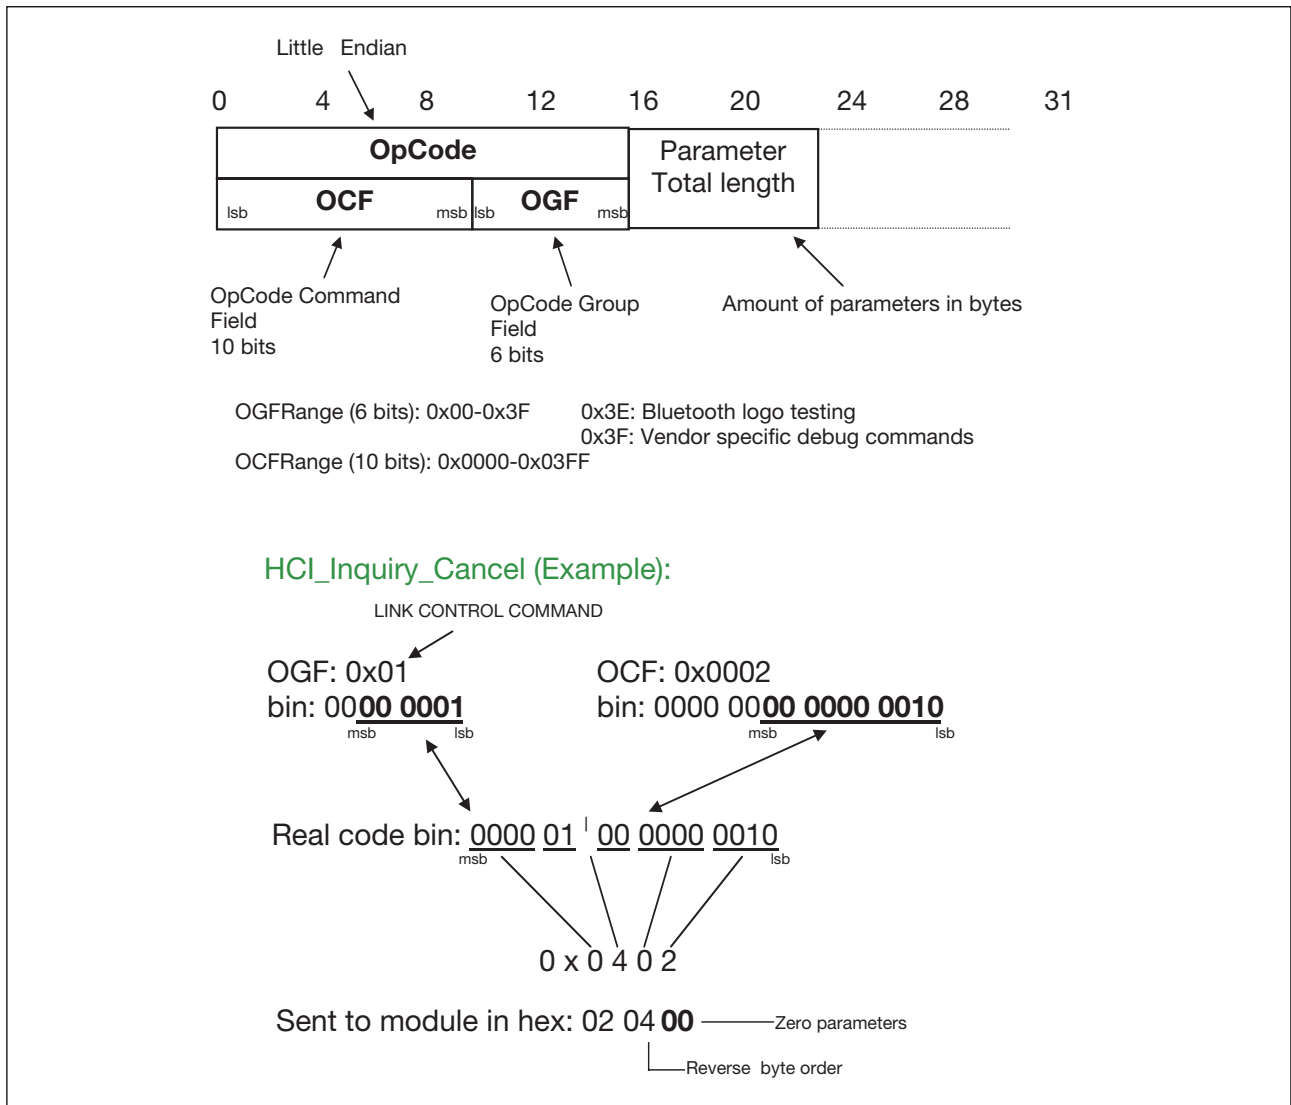 Little Endian
0 4 8 12 16 20 24 28 31
OpCode
Parameter
Total length
lsb OCF msb lsb OGF msb
OpCode Command
Field
10 bits
OpCode Group
Field
6 bits
Amount of parameters in bytes
OGFRange (6 bits): 0x00-0x3F 0x3E: Bluetooth logo testing
0x3F: Vendor specific debug commands
OCFRange (10 bits): 0x0000-0x03FF
HCI_Inquiry_Cancel (Example):
LINK CONTROL COMMAND
OGF: 0x01 OCF: 0x0002
bin: 0000 0001 bin: 0000 0000 0000 0010
msb lsb msb lsb
Real code bin: 0000 01 | 00 0000 0010
msb lsb
0 x 0 4 0 2
Sent to module in hex: 02 04 00 Zero parameters
Reverse byte order